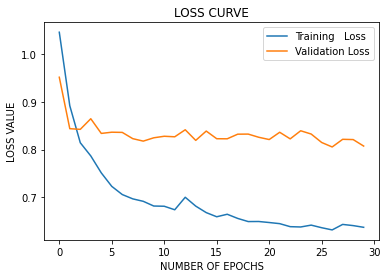 LOSS CURVE
Training   Loss
Validation Loss
LOSS VALUE
1.0
0.9
0.8
0.7
0 5 10 15 20 25 30
NUMBER OF EPOCHS